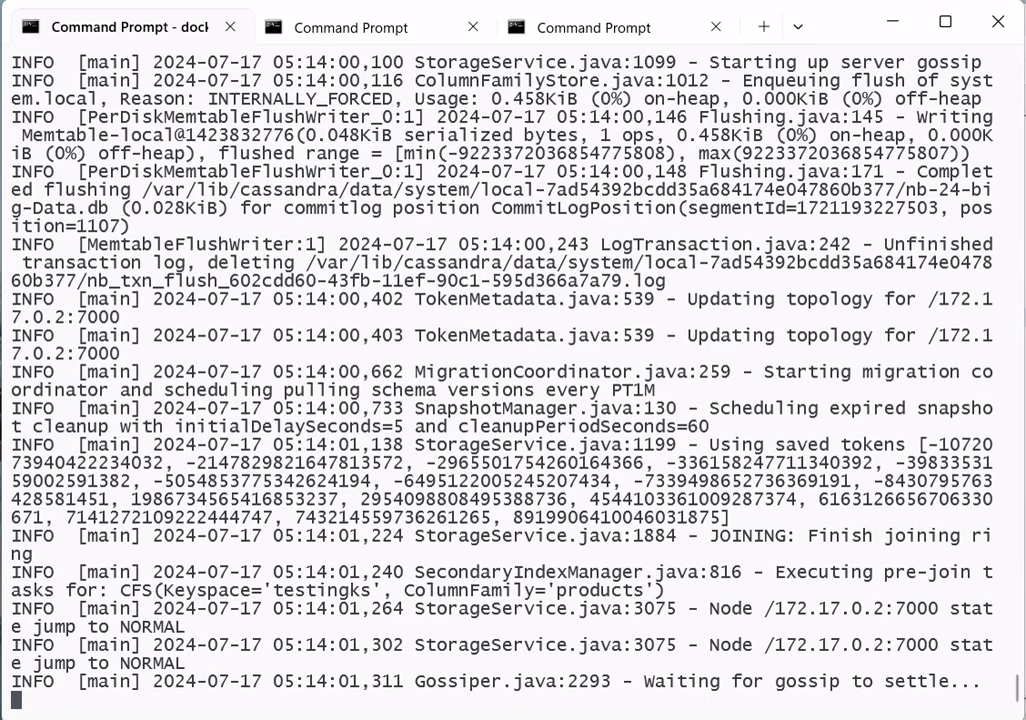 Command Prompt - dock
Command Prompt
Command Prompt
INFO  [main] 2024-07-17 05:14:00,100 StorageService.java:1099 - Starting up server gossip
INFO  [main] 2024-07-17 05:14:00,116 ColumnFamilyStore.java:1012 - Enqueuing flush of syst
em.local, Reason: INTERNALLY_FORCED, Usage: 0.458KiB (0%) on-heap, 0.000KiB (0%) off-heap
INFO  [PerDiskMemtableFlushWriter_0:1] 2024-07-17 05:14:00,146 Flushing.java:145 - Writing
 Memtable-local@1423832776(0.048KiB serialized bytes, 1 ops, 0.458KiB (0%) on-heap, 0.000K
iB (0%) off-heap), flushed range = [min(-9223372036854775808), max(9223372036854775807))
INFO  [PerDiskMemtableFlushWriter_0:1] 2024-07-17 05:14:00,148 Flushing.java:171 - Complet
ed flushing /var/lib/cassandra/data/system/local-7ad54392bcdd35a684174e047860b377/nb-24-bi
g-Data.db (0.028KiB) for commitlog position CommitLogPosition(segmentId=1721193227503, pos
ition=1107)
INFO  [MemtableFlushWriter:1] 2024-07-17 05:14:00,243 LogTransaction.java:242 - Unfinished
 transaction log, deleting /var/lib/cassandra/data/system/local-7ad54392bcdd35a684174e0478
60b377/nb_txn_flush_602cdd60-43fb-11ef-90c1-595d366a7a79.log
INFO  [main] 2024-07-17 05:14:00,402 TokenMetadata.java:539 - Updating topology for /172.1
7.0.2:7000
INFO  [main] 2024-07-17 05:14:00,403 TokenMetadata.java:539 - Updating topology for /172.1
7.0.2:7000
INFO  [main] 2024-07-17 05:14:00,662 MigrationCoordinator.java:259 - Starting migration co
ordinator and scheduling pulling schema versions every PT1M
INFO  [main] 2024-07-17 05:14:00,733 SnapshotManager.java:130 - Scheduling expired snapsho
t cleanup with initialDelaySeconds=5 and cleanupPeriodSeconds=60
INFO  [main] 2024-07-17 05:14:01,138 StorageService.java:1199 - Using saved tokens [-10720
73940422234032, -2147829821647813572, -2965501754260164366, -336158247711340392, -39833531
59002591382, -5054853775342624194, -6495122005245207434, -7339498652736369191, -8430795763
428581451, 1986734565416853237, 2954098808495388736, 4544103361009287374, 6163126656706330
671, 7141272109222444747, 743214559736261265, 8919906410046031875]
INFO  [main] 2024-07-17 05:14:01,224 StorageService.java:1884 - JOINING: Finish joining ri
ng
INFO  [main] 2024-07-17 05:14:01,240 SecondaryIndexManager.java:816 - Executing pre-join t
asks for: CFS(Keyspace='testingks', ColumnFamily='products')
INFO  [main] 2024-07-17 05:14:01,264 StorageService.java:3075 - Node /172.17.0.2:7000 stat
e jump to NORMAL
INFO  [main] 2024-07-17 05:14:01,302 StorageService.java:3075 - Node /172.17.0.2:7000 stat
e jump to NORMAL
INFO  [main] 2024-07-17 05:14:01,311 Gossiper.java:2293 - Waiting for gossip to settle...